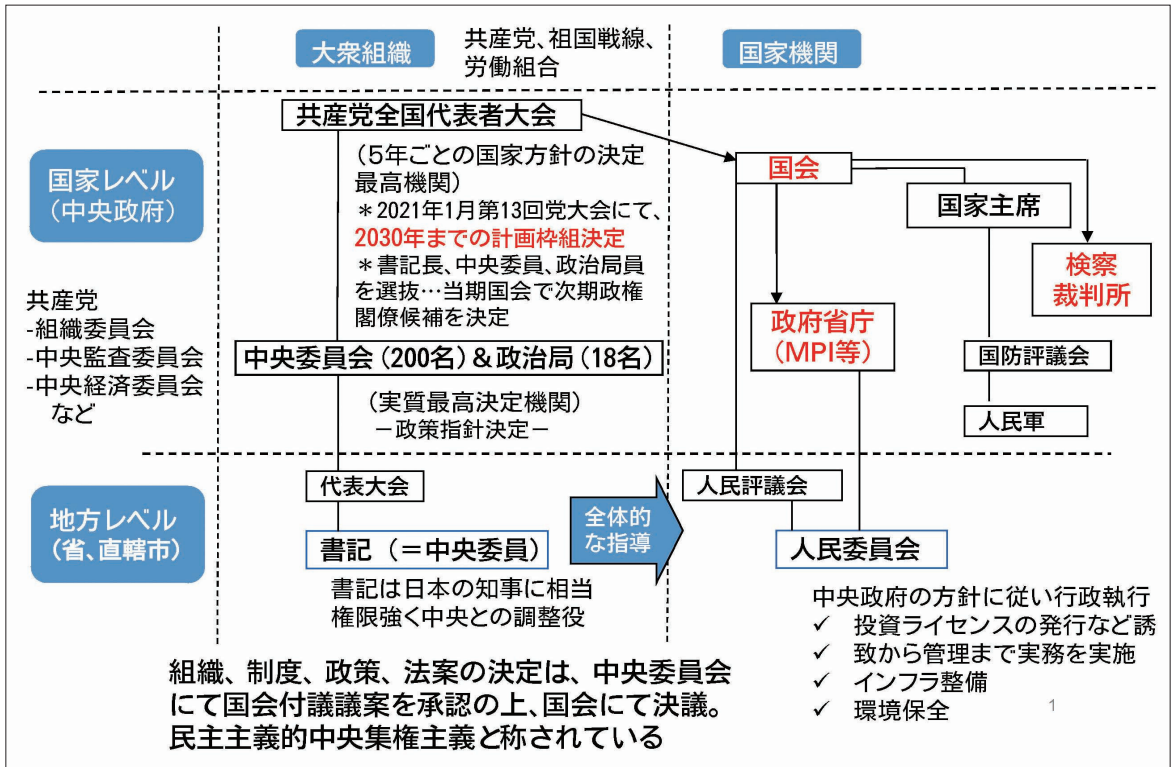 大衆組織
共産党、祖国戦線、
労働組合
国家機関
国家レベル
(中央政府)
共産党
-組織委員会
-中央監査委員会
-中央経済委員会
など
共産党全国代表者大会
(5年ごとの国家方針の決定
最高機関)
*2021年1月第13回党大会にて、
2030年までの計画枠組決定
*書記長、中央委員、政治局員
を選抜…当期国会で次期政権
閣僚候補を決定
中央委員会(200名)&政治局(18名)
(実質最高決定機関)
-政策指針決定-
国会
国家主席
検察
裁判所
政府省庁
(MPI等)
国防評議会
人民軍
地方レベル
(省、直轄市)
代表大会
書記 (=中央委員)
書記は日本の知事に相当
権限強く中央との調整役
全体的
な指導
人民評議会
人民委員会
中央政府の方針に従い行政執行
✓ 投資ライセンスの発行など誘
✓ 致から管理まで実務を実施
✓ インフラ整備
✓ 環境保全
組織、制度、政策、法案の決定は、中央委員会
にて国会付議議案を承認の上、国会にて決議。
民主主義的中央集権主義と称されている
1